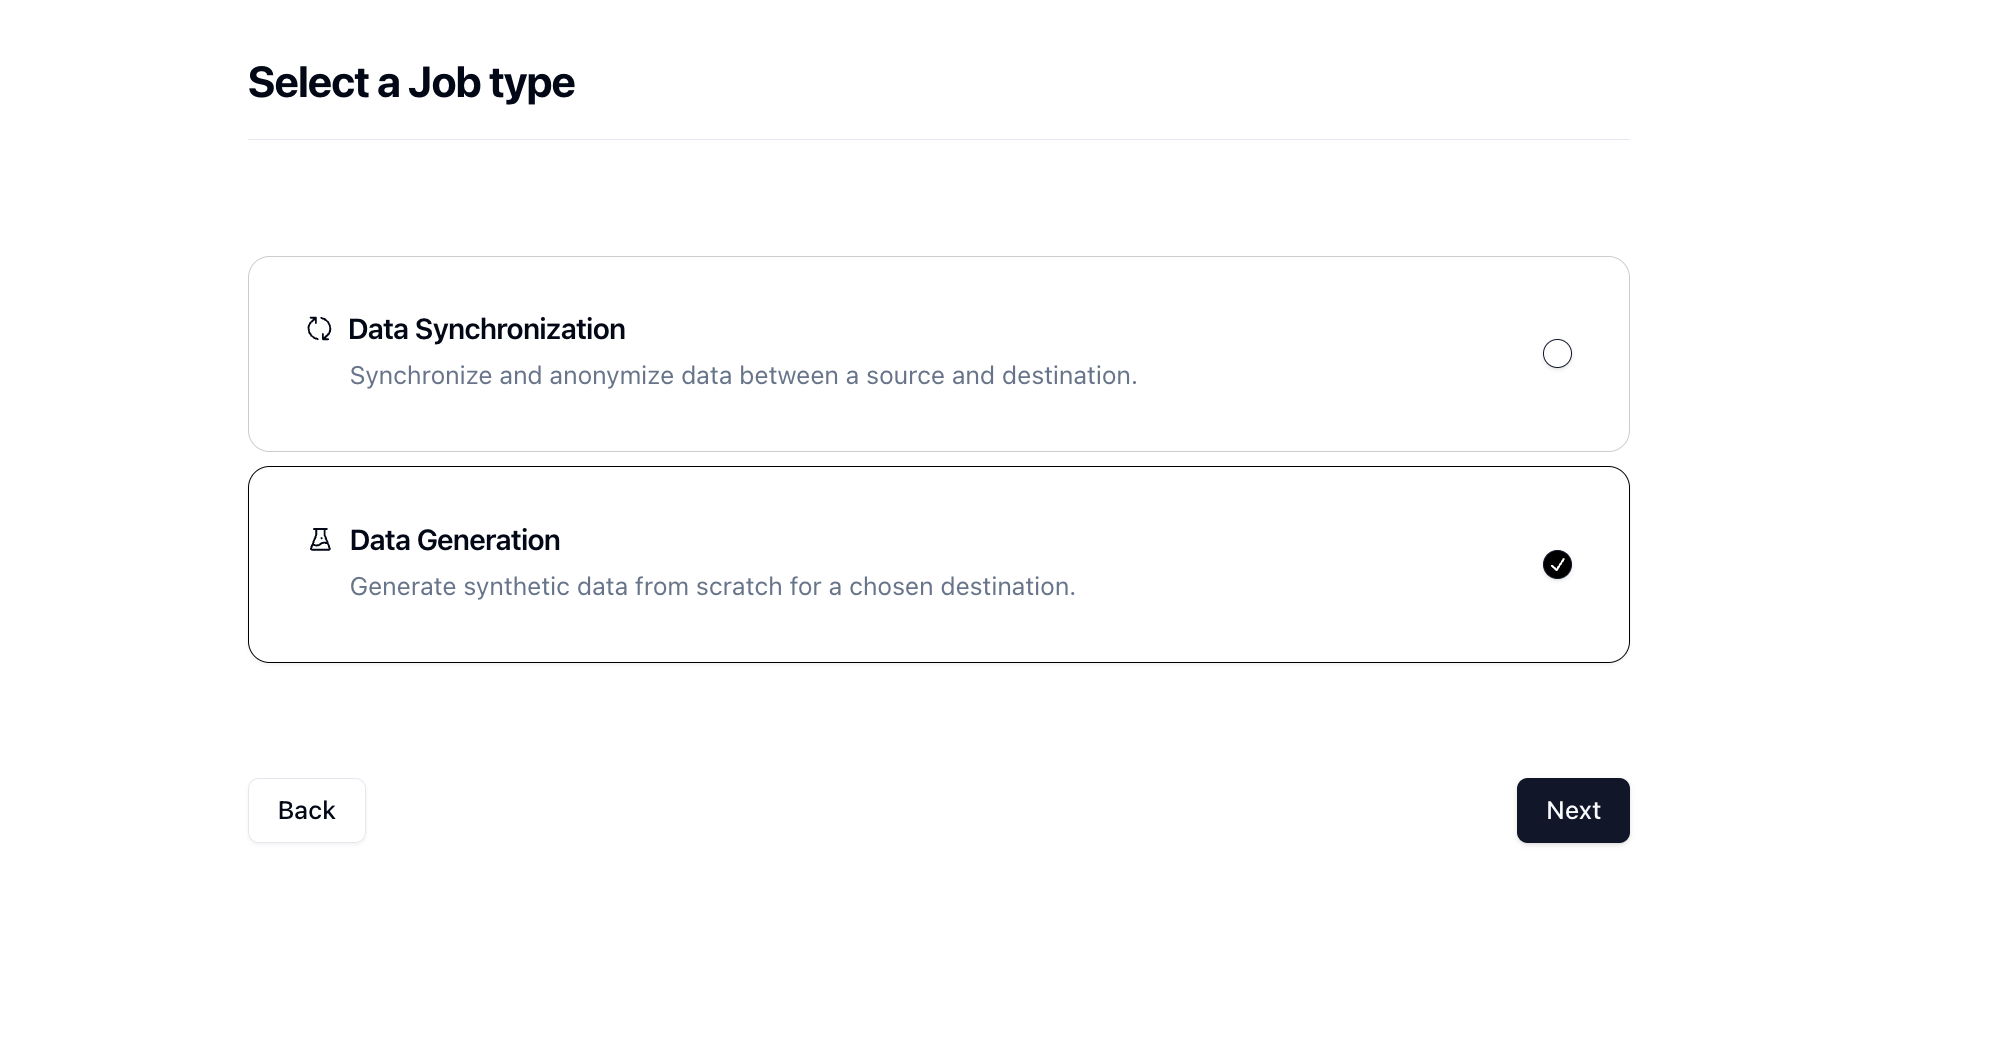 Select a Job type
Data Synchronization
Synchronize and anonymize data between a source and destination.
Data Generation
Generate synthetic data from scratch for a chosen destination.
Back
Next